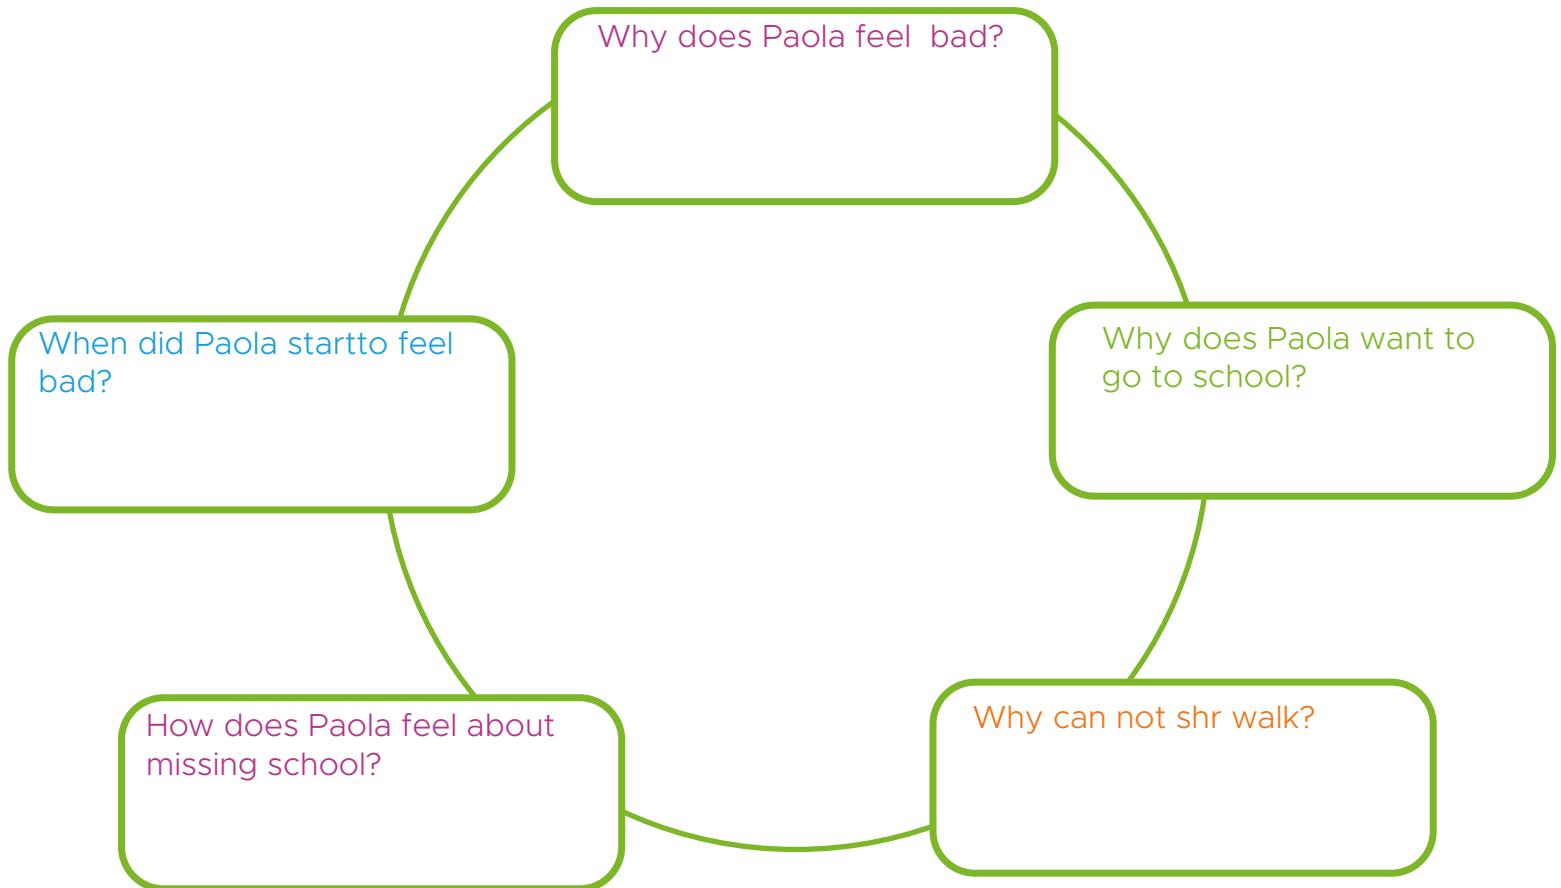 Why does Paola feel  bad?
When did Paola startto feel
bad?
Why does Paola want to
go to school?
How does Paola feel about
missing school?
Why can not shr walk?